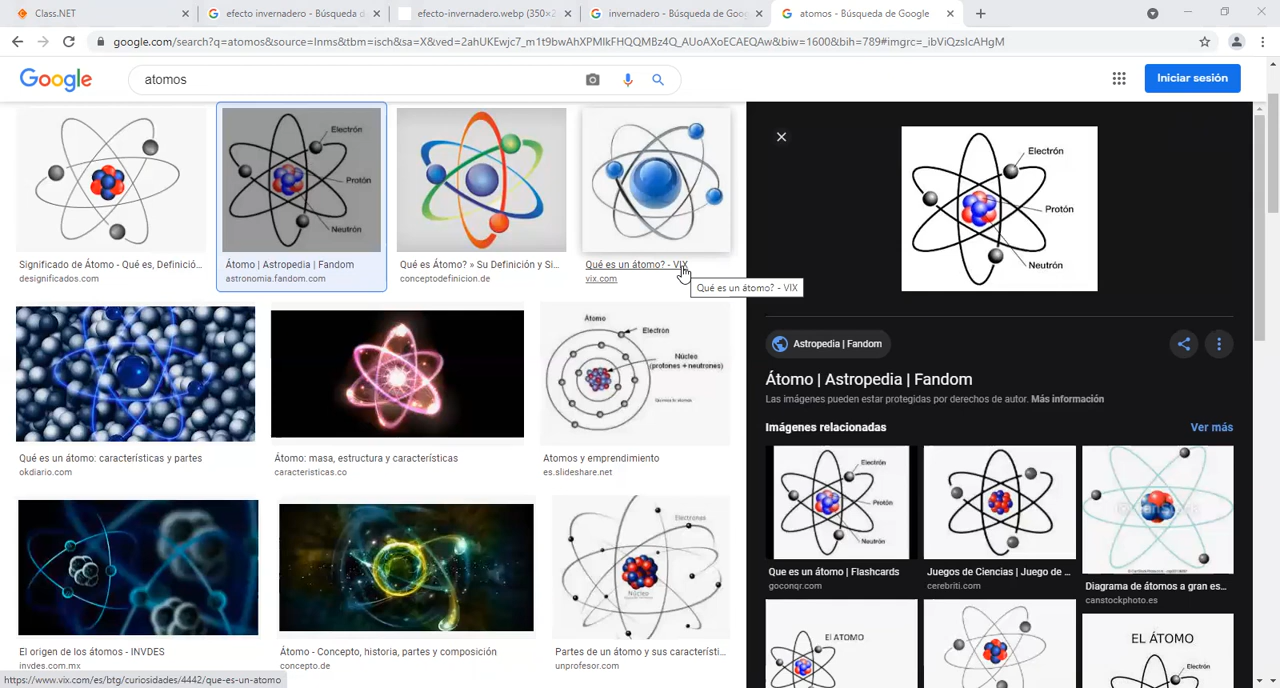 Class.NET
efecto invernadero - Búsqueda d
efecto-invernadero.webp (350×2
invernadero - Búsqueda de Goo
atomos - Búsqueda de Google
google.com/search?q=atomos&source=lnms&tbm=isch&sa=X&ved=2ahUKEwjc7_m1t9bwAhXPMlkFHQQMBz4Q_AUoAXoECAEQAw&biw=1600&bih=789#imgrc=_ibViQzslcAHgM
Google
atomos
Iniciar sesión
Electrón
Protón
Neutrón
Significado de Átomo - Qué es, Definició...
designificados.com
Átomo | Astropedia | Fandom
astronomia.fandom.com
Qué es Átomo? » Su Definición y Si...
conceptodefinicion.de
Qué es un átomo? - VIX
vix.com
Qué es un átomo? - VIX
Átomo
Electrón
Núcleo
(protones + neutrones)
Qué es un átomo: características y partes
okdiario.com
Átomo: masa, estructura y características
caracteristicas.co
Atomos y emprendimiento
es.slideshare.net
Electrones
Núcleo
El origen de los átomos - INVDES
invdes.com.mx
Átomo - Concepto, historia, partes y composición
concepto.de
Partes de un átomo y sus característi...
unprofesor.com
https://www.vix.com/es/btg/curiosidades/4442/que-es-un-atomo
Electrón
Protón
Neutrón
Astropedia | Fandom
Átomo | Astropedia | Fandom
Las imágenes pueden estar protegidas por derechos de autor. Más información
Imágenes relacionadas
Ver más
Electrón
Protón
Neutrón
Que es un átomo | Flashcards
goconqr.com
Juegos de Ciencias | Juego de ...
cerebriti.com
Diagrama de átomos a gran es...
canstockphoto.es
El ATOMO
EL ÁTOMO
Electrón